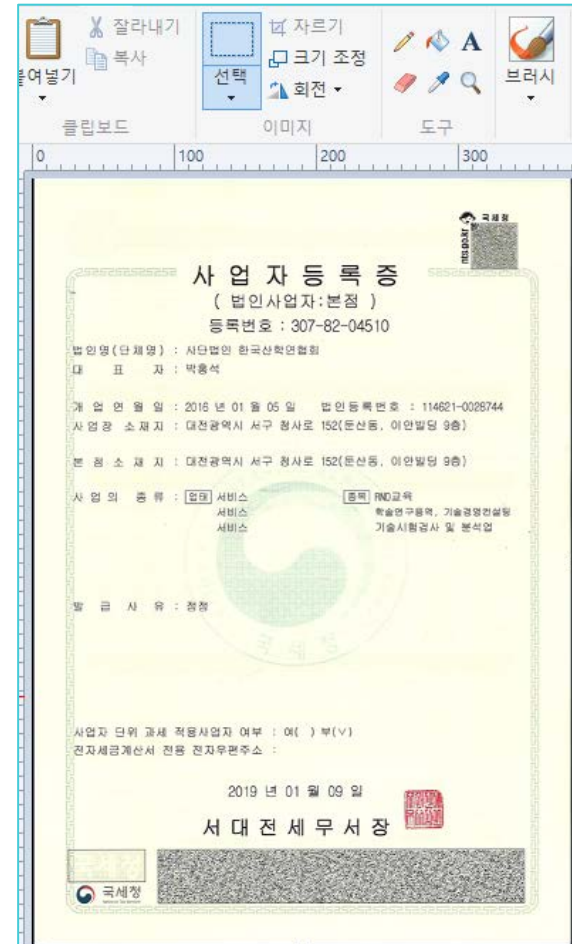 잘라내기
복사
붙여넣기
클립보드
선택
자르기
크기 조정
회전
이미지
A
도구
브러시
0 100 200 300
국세청
nts.go.kr
사업자등록증
( 법인사업자:본점 )
등록번호 : 307-82-04510
법인명(단체명) : 사단법인 한국산학연협회
대 표 자 : 박흥석
개 업 연 월 일 : 2016 년 01 월 05 일 법인등록번호 : 114621-0028744
사업장 소재지 : 대전광역시 서구 청사로 152(둔산동, 이안빌딩 9층)
본 점 소 재 지 : 대전광역시 서구 청사로 152(둔산동, 이안빌딩 9층)
사 업 의 종 류 : 업태 서비스 종목 RND교육
서비스 학술연구용역, 기술경영컨설팅
서비스 기술시험검사 및 분석업
국세청
발 급 사 유 : 정정
사업자 단위 과세 적용사업자 여부 : 여( ) 부(∨)
전자세금계산서 전용 전자우편주소 :
2019 년 01 월 09 일
서대전세무서장
국세청
국세청